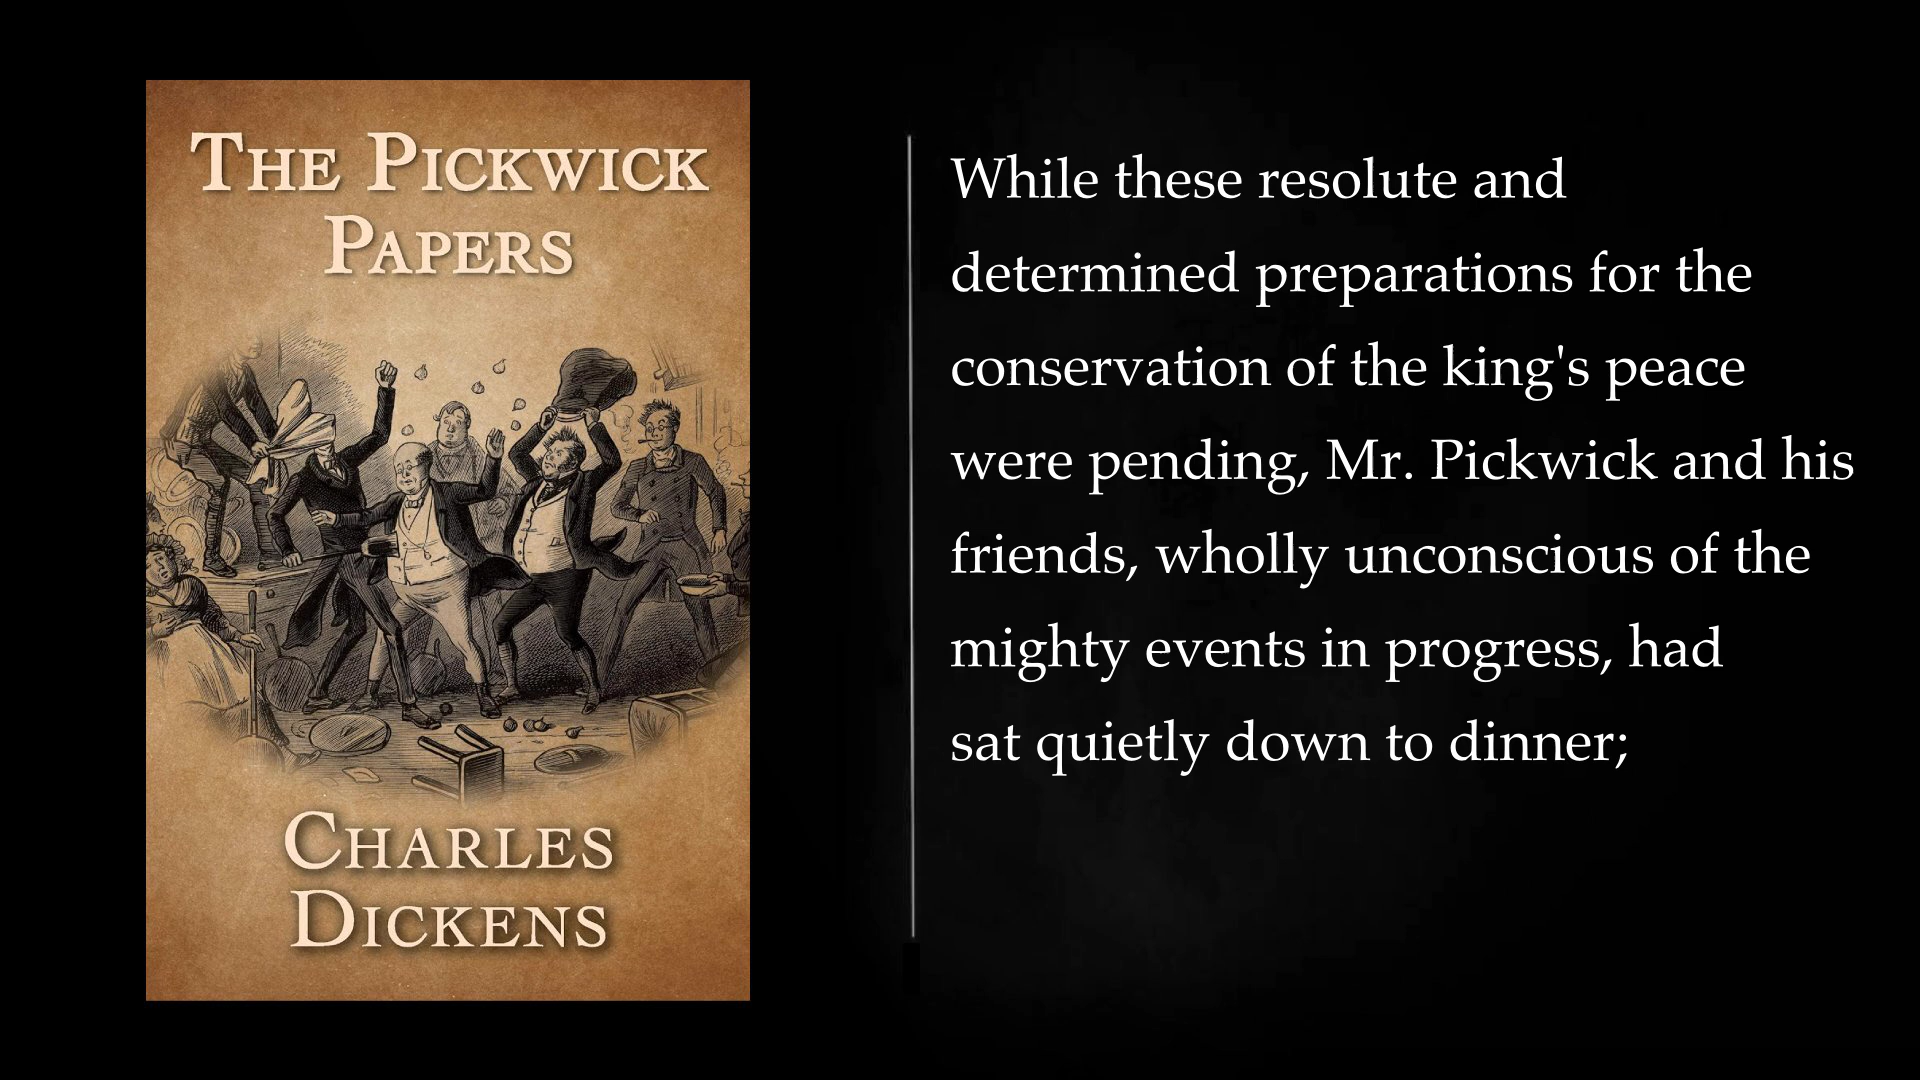 THE PICKWICK
PAPERS
CHARLES
DICKENS
While these resolute and
determined preparations for the
conservation of the king's peace
were pending, Mr. Pickwick and his
friends, wholly unconscious of the
mighty events in progress, had
sat quietly down to dinner;